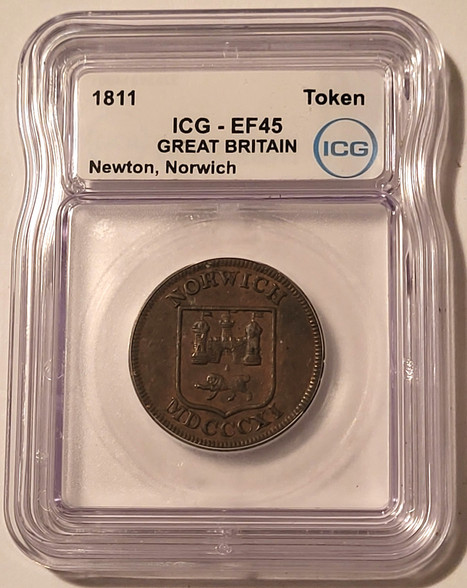 1811 Token
ICG - EF45
GREAT BRITAIN
ICG
Newton, Norwich
NORWICH
MDCCCXI